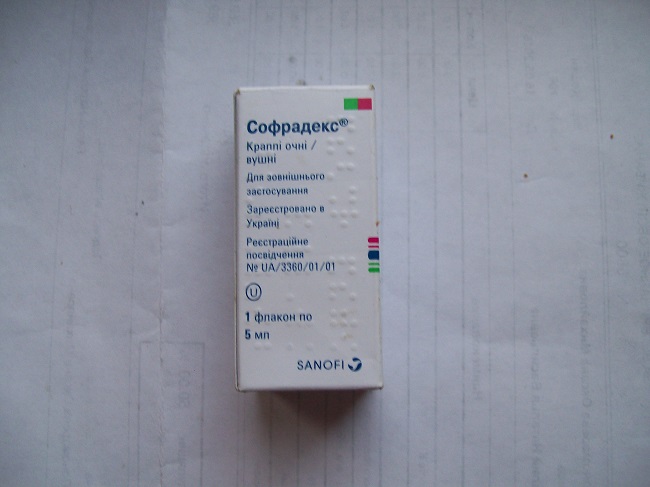 Софрадекс®
Краплі очні /
вушні
Для зовнішнього
застосування
Зареєстровано в
Україні
Реєстраційне
посвідчення
№ UA/3360/01/01
U
1 флакон по
5 мл
SANOFI